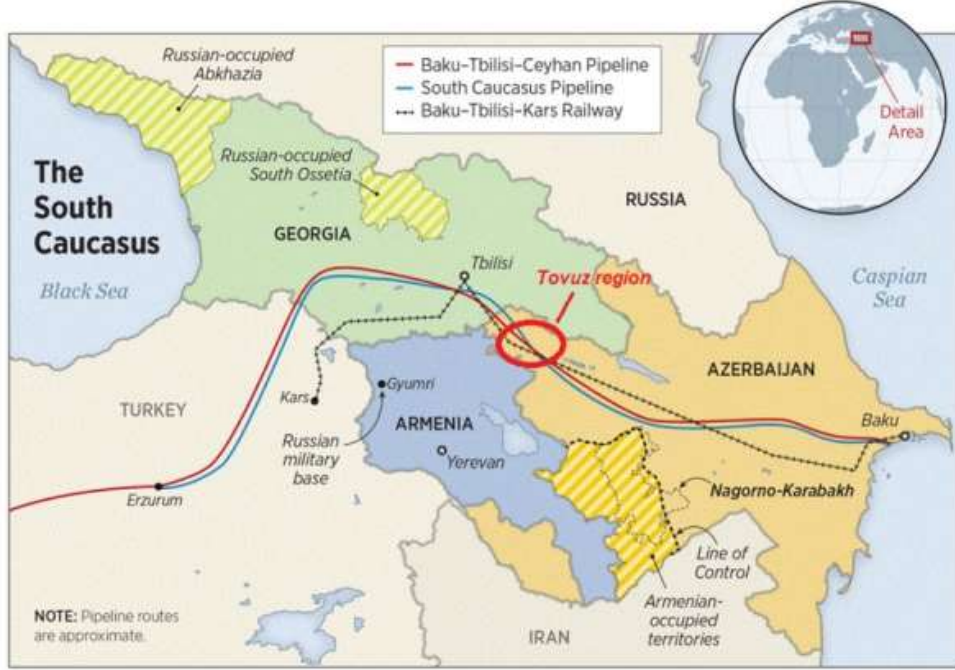 Russian-occupied
Abkhazia
Baku–Tbilisi–Ceyhan Pipeline
South Caucasus Pipeline
Baku–Tbilisi–Kars Railway
Detail
Area
The
South
Caucasus
Russian-occupied
South Ossetia
RUSSIA
GEORGIA
Tbilisi
Tovuz region
Black Sea
Caspian
Sea
AZERBAIJAN
TURKEY
Kars
Gyumri
ARMENIA
Baku
Russian
military
base
Yerevan
Erzurum
Nagorno-Karabakh
Line of
Control
Armenian-
occupied
territories
NOTE: Pipeline routes
are approximate.
IRAN